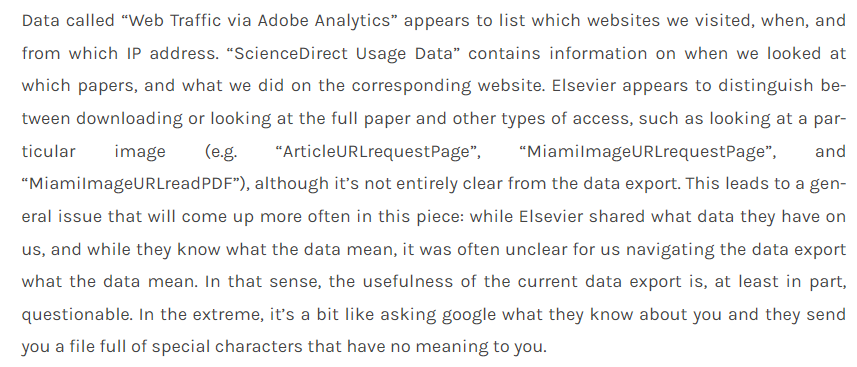 Data called “Web Traffic via Adobe Analytics” appears to list which websites we visited, when, and
from which IP address. “ScienceDirect Usage Data” contains information on when we looked at
which papers, and what we did on the corresponding website. Elsevier appears to distinguish be-
tween downloading or looking at the full paper and other types of access, such as looking at a par-
ticular image (e.g. “ArticleURLrequestPage”, “MiamiImageURLrequestPage”, and
“MiamiImageURLreadPDF”), although it’s not entirely clear from the data export. This leads to a gen-
eral issue that will come up more often in this piece: while Elsevier shared what data they have on
us, and while they know what the data mean, it was often unclear for us navigating the data export
what the data mean. In that sense, the usefulness of the current data export is, at least in part,
questionable. In the extreme, it’s a bit like asking google what they know about you and they send
you a file full of special characters that have no meaning to you.